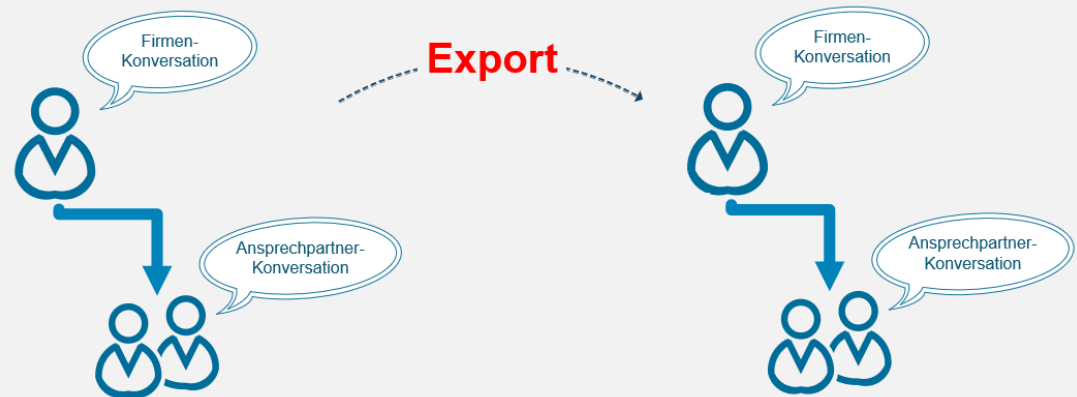 Firmen-
Konversation
Export
Firmen-
Konversation
Ansprechpartner-
Konversation
Ansprechpartner-
Konversation